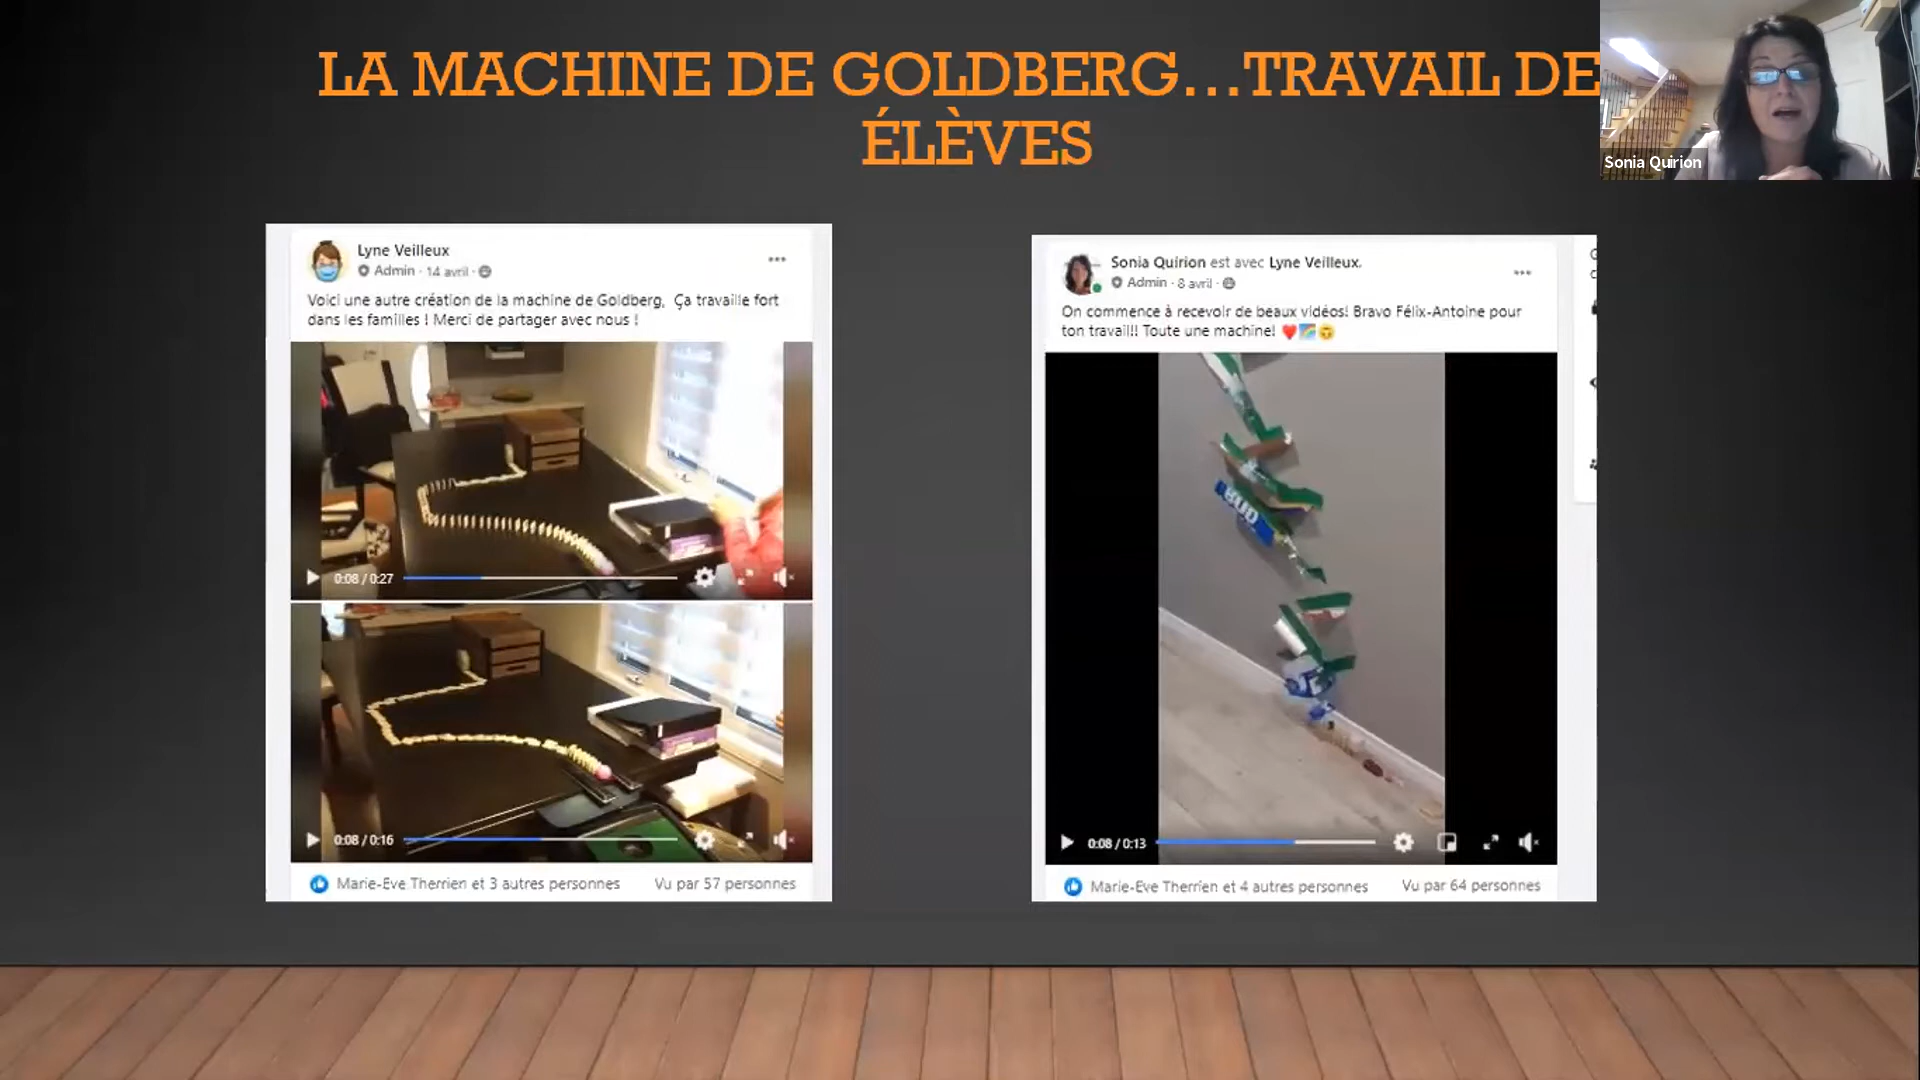 LA MACHINE DE GOLDBERG...TRAVAIL DE
ÉLÈVES
Sonia Quirion
Lyne Veilleux
Admin · 14 avril ·
Voici une autre création de la machine de Goldberg, Ça travaille fort
dans les familles ! Merci de partager avec nous !
0:08 / 0:27
0:08 / 0:16
Marie-Eve Therrien et 3 autres personnes Vu par 57 personnes
Sonia Quirion est avec Lyne Veilleux.
Admin · 8 avril ·
On commence à recevoir de beaux vidéos! Bravo Félix-Antoine pour
ton travail!! Toute une machine! ❤️🌈🙃
BUD
0:08 / 0:13
Marie-Eve Therrien et 4 autres personnes Vu par 64 personnes